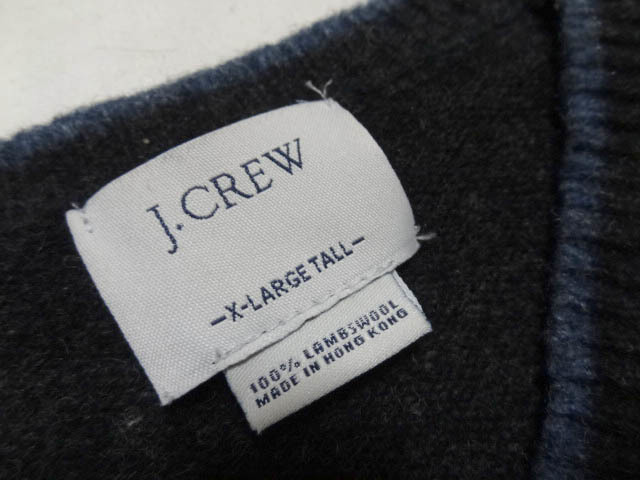 J.CREW
-X-LARGE TALL-
100% LAMBSWOOL
MADE IN HONG KONG